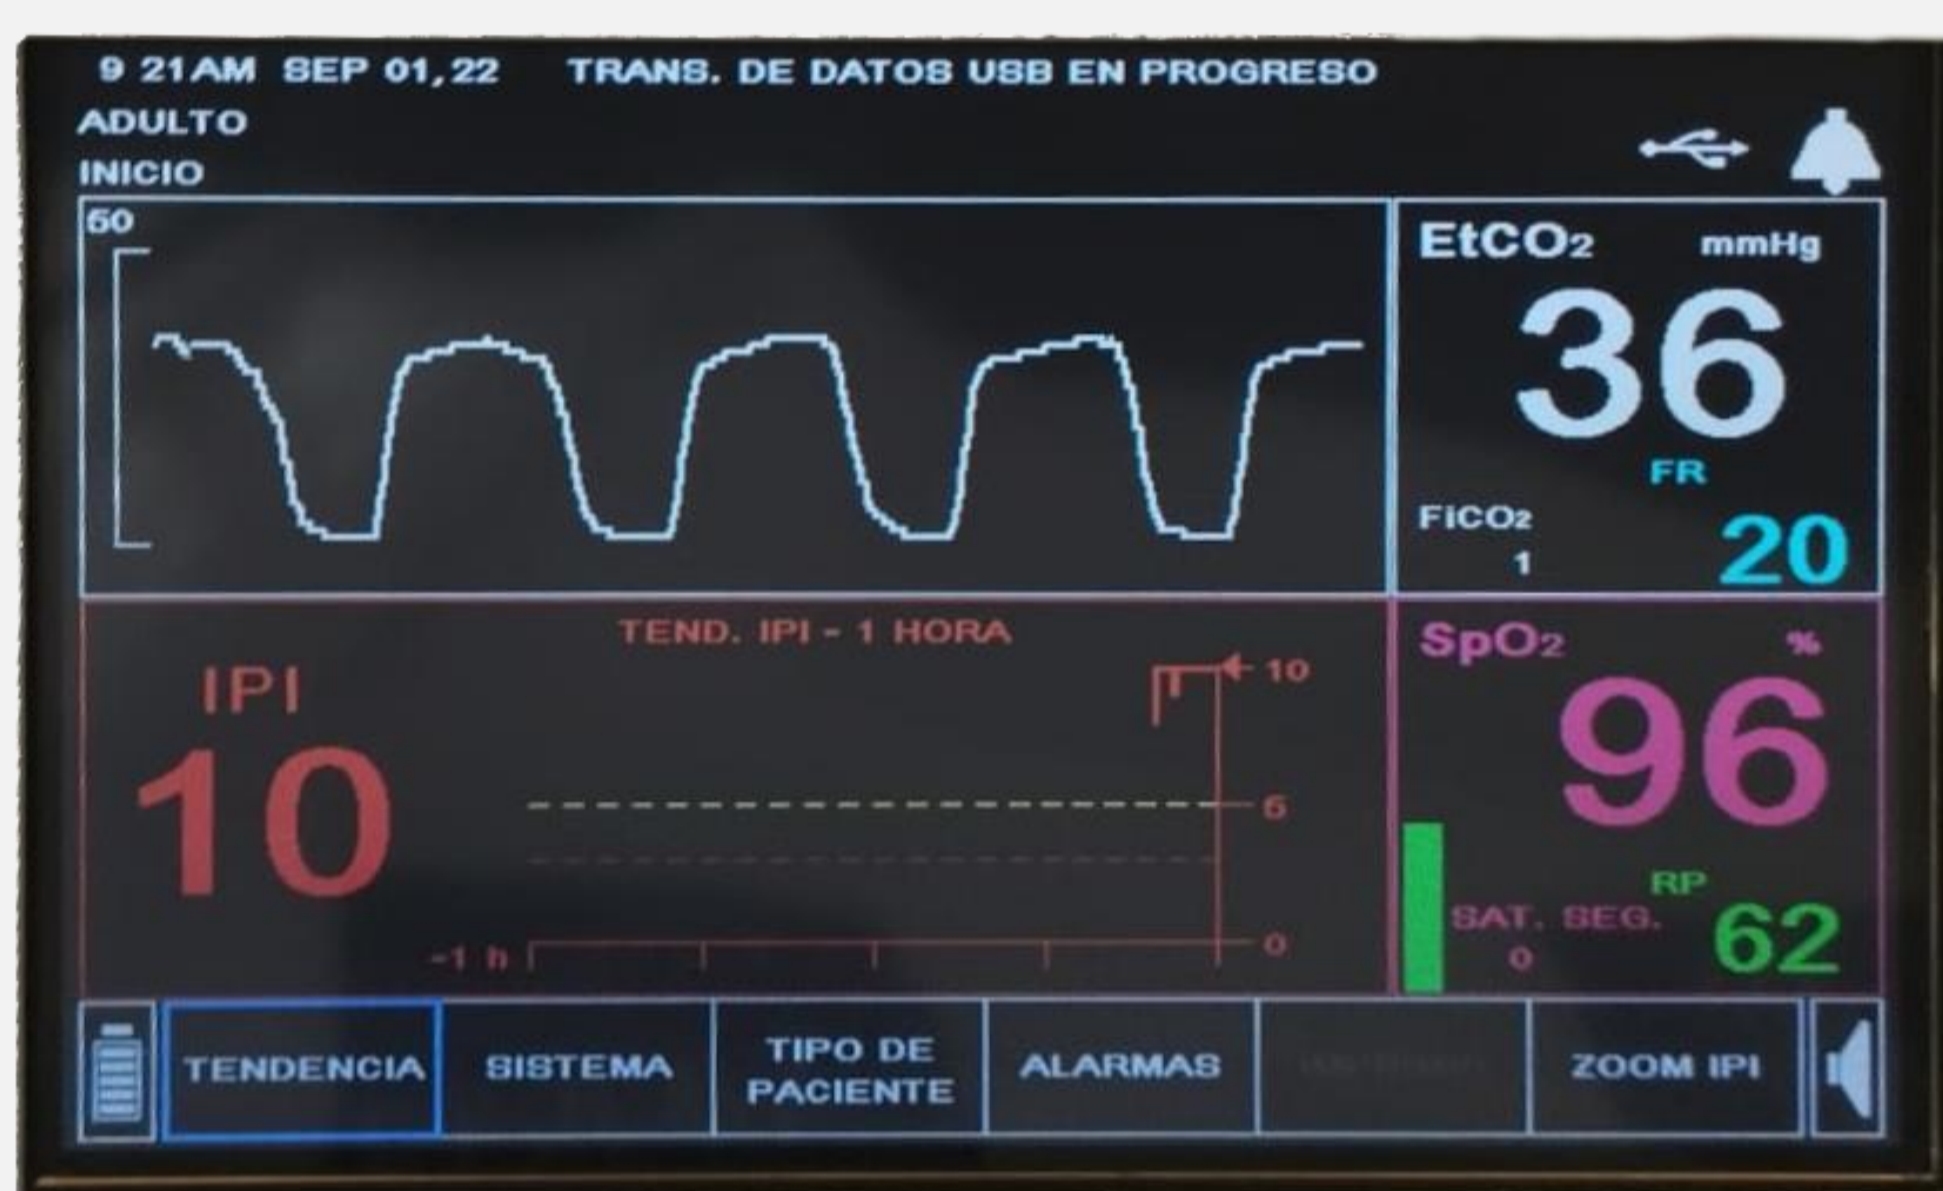 9 21AM SEP 01,22 TRANS. DE DATOS USB EN PROGRESO
ADULTO
INICIO
50
EtCO2 mmHg
36
FR
FiCO2
1
20
TEND. IPI - 1 HORA
IPI
10
10
5
-1 h
0
SpO2 %
96
RP
SAT. SEG.
0
62
TENDENCIA
SISTEMA
TIPO DE
PACIENTE
ALARMAS
ZOOM IPI